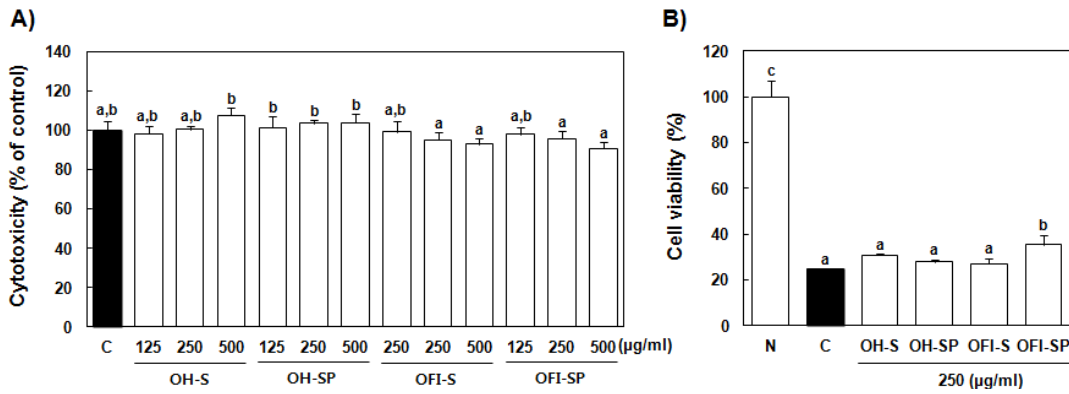 A)
Cytotoxicity (% of control)
140
120
100
80
60
40
20
0
a,b a,b a,b b b b b a,b a a a,b a a
C 125 250 500 125 250 500 250 250 500 125 250 500 (μg/ml)
OH-S OH-SP OFI-S OFI-SP
B)
Cell viability (%)
120
100
80
60
40
20
0
c a a a a b
N C OH-S OH-SP OFI-S OFI-SP
250 (μg/ml)